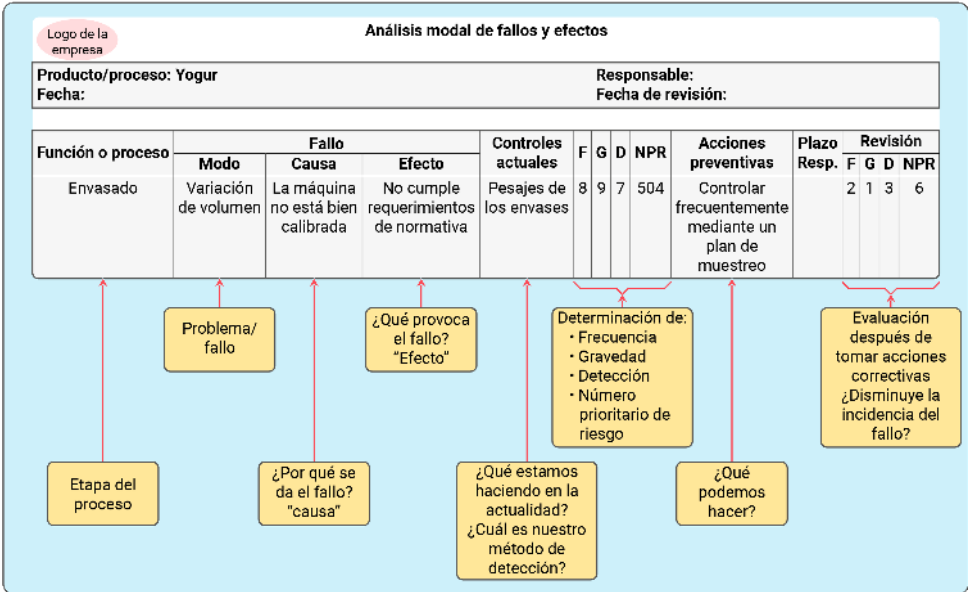 Logo de la
empresa
Análisis modal de fallos y efectos
Producto/proceso: Yogur
Responsable:
Fecha:
Fecha de revisión:
Función o proceso
Fallo
Modo
Causa
Efecto
Controles
actuales
F
G
D
NPR
Acciones
preventivas
Plazo
Resp.
Revisión
F
G
D
NPR
Envasado
Variación
de volumen
La máquina
no está bien
calibrada
No cumple
requerimientos
de normativa
Pesajes de
los envases
8
9
7
504
Controlar
frecuentemente
mediante un
plan de
muestreo
2
1
3
6
Problema/
fallo
¿Qué provoca
el fallo?
“Efecto”
Determinación de:
· Frecuencia
· Gravedad
· Detección
· Número
prioritario de
riesgo
Evaluación
después de
tomar acciones
correctivas
¿Disminuye la
incidencia del
fallo?
Etapa del
proceso
¿Por qué se
da el fallo?
“causa”
¿Qué estamos
haciendo en la
actualidad?
¿Cuál es nuestro
método de
detección?
¿Qué
podemos
hacer?